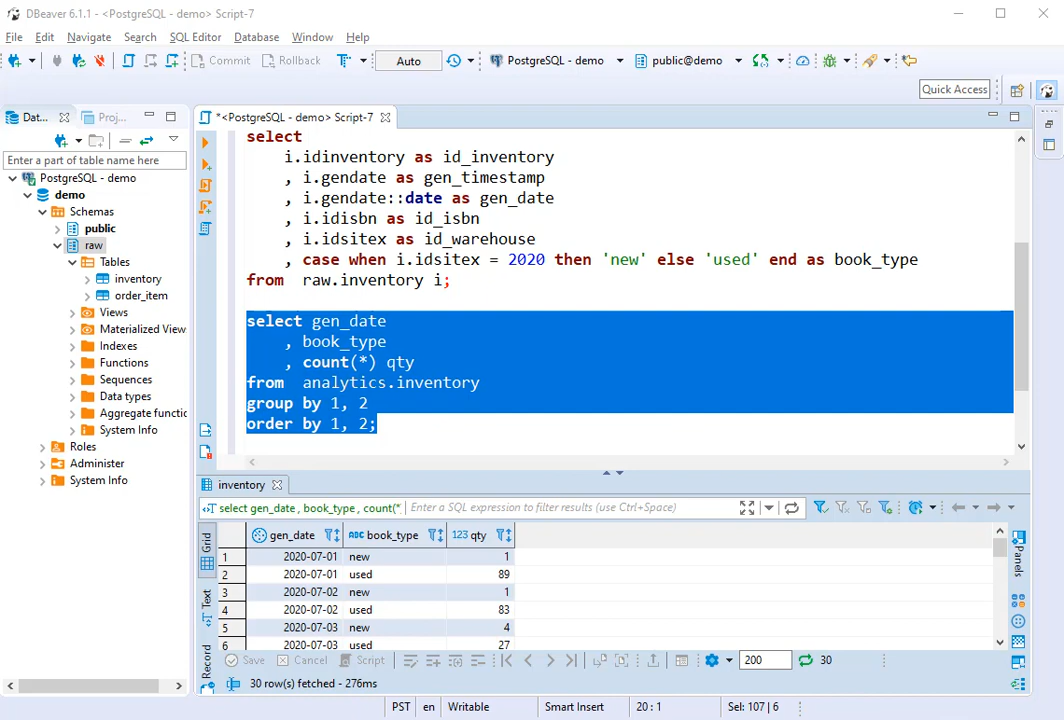 DBeaver 6.1.1 - <PostgreSQL - demo> Script-7
File Edit Navigate Search SQL Editor Database Window Help
Commit Rollback Auto PostgreSQL - demo public@demo
Quick Access
Dat... Proj... *<PostgreSQL - demo> Script-7
Enter a part of table name here
PostgreSQL - demo
demo
Schemas
public
raw
Tables
inventory
order_item
Views
Materialized View
Indexes
Functions
Sequences
Data types
Aggregate functio
System Info
Roles
Administer
System Info
select
i.idinventory as id_inventory
, i.gendate as gen_timestamp
, i.gendate::date as gen_date
, i.idisbn as id_isbn
, i.idsitex as id_warehouse
, case when i.idsitex = 2020 then 'new' else 'used' end as book_type
from raw.inventory i;
select gen_date
, book_type
, count(*) qty
from analytics.inventory
group by 1, 2
order by 1, 2;
inventory
select gen_date , book_type , count(* Enter a SQL expression to filter results (use Ctrl+Space)
Grid
Text
Record
Panels
gen_date ABC book_type 123 qty
1 2020-07-01 new 1
2 2020-07-01 used 89
3 2020-07-02 new 1
4 2020-07-02 used 83
5 2020-07-03 new 4
6 2020-07-03 used 27
Save Cancel Script 200 30
30 row(s) fetched - 276ms
PST en Writable Smart Insert 20 : 1 Sel: 107 | 6